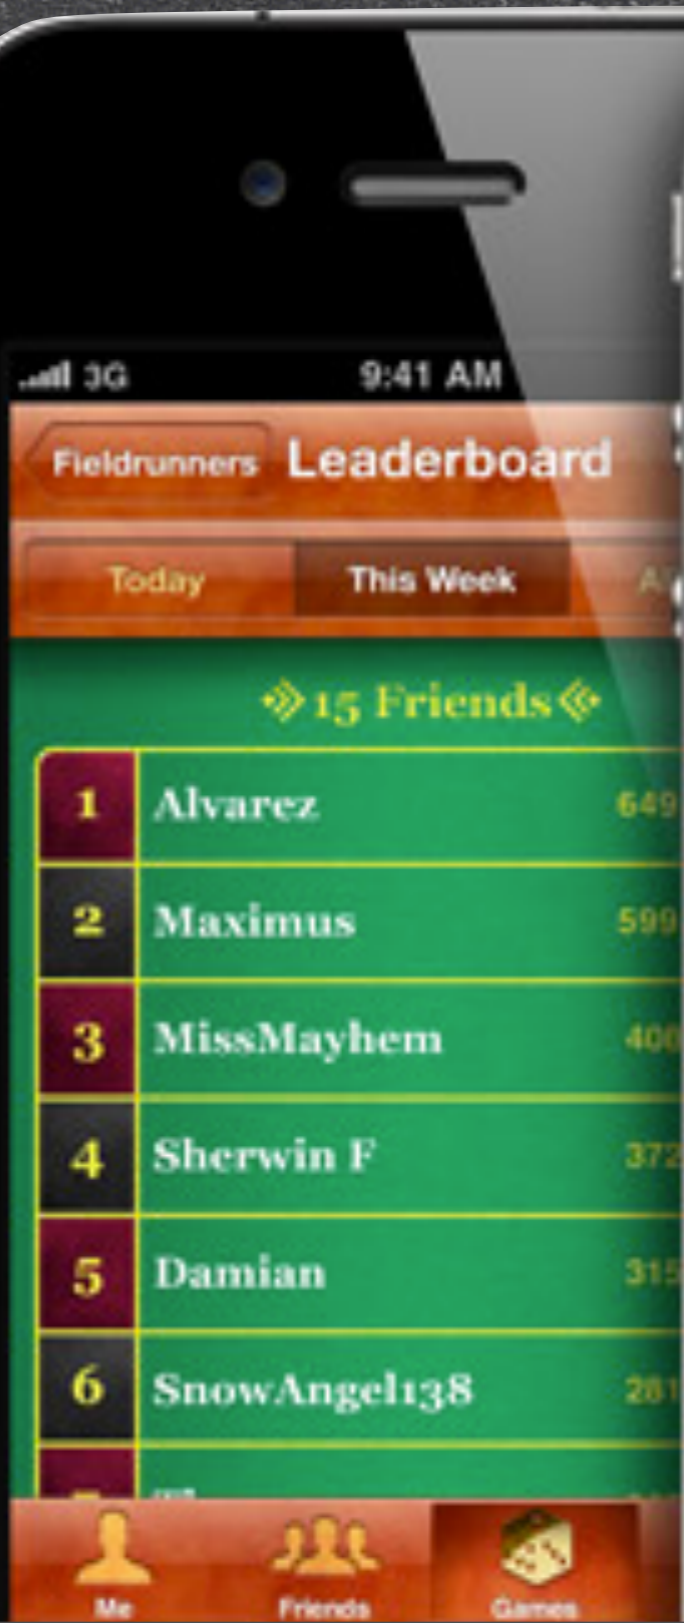 3G 9:41 AM
Fieldrunners Leaderboard
Today This Week
15 Friends
1 Alvarez 649
2 Maximus 599
3 MissMayhem 408
4 Sherwin F 372
5 Damian 315
6 SnowAngel138 281
Me Friends Games